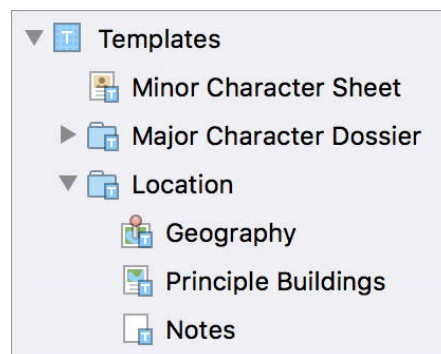 Templates
Minor Character Sheet
Major Character Dossier
Location
Geography
Principle Buildings
Notes